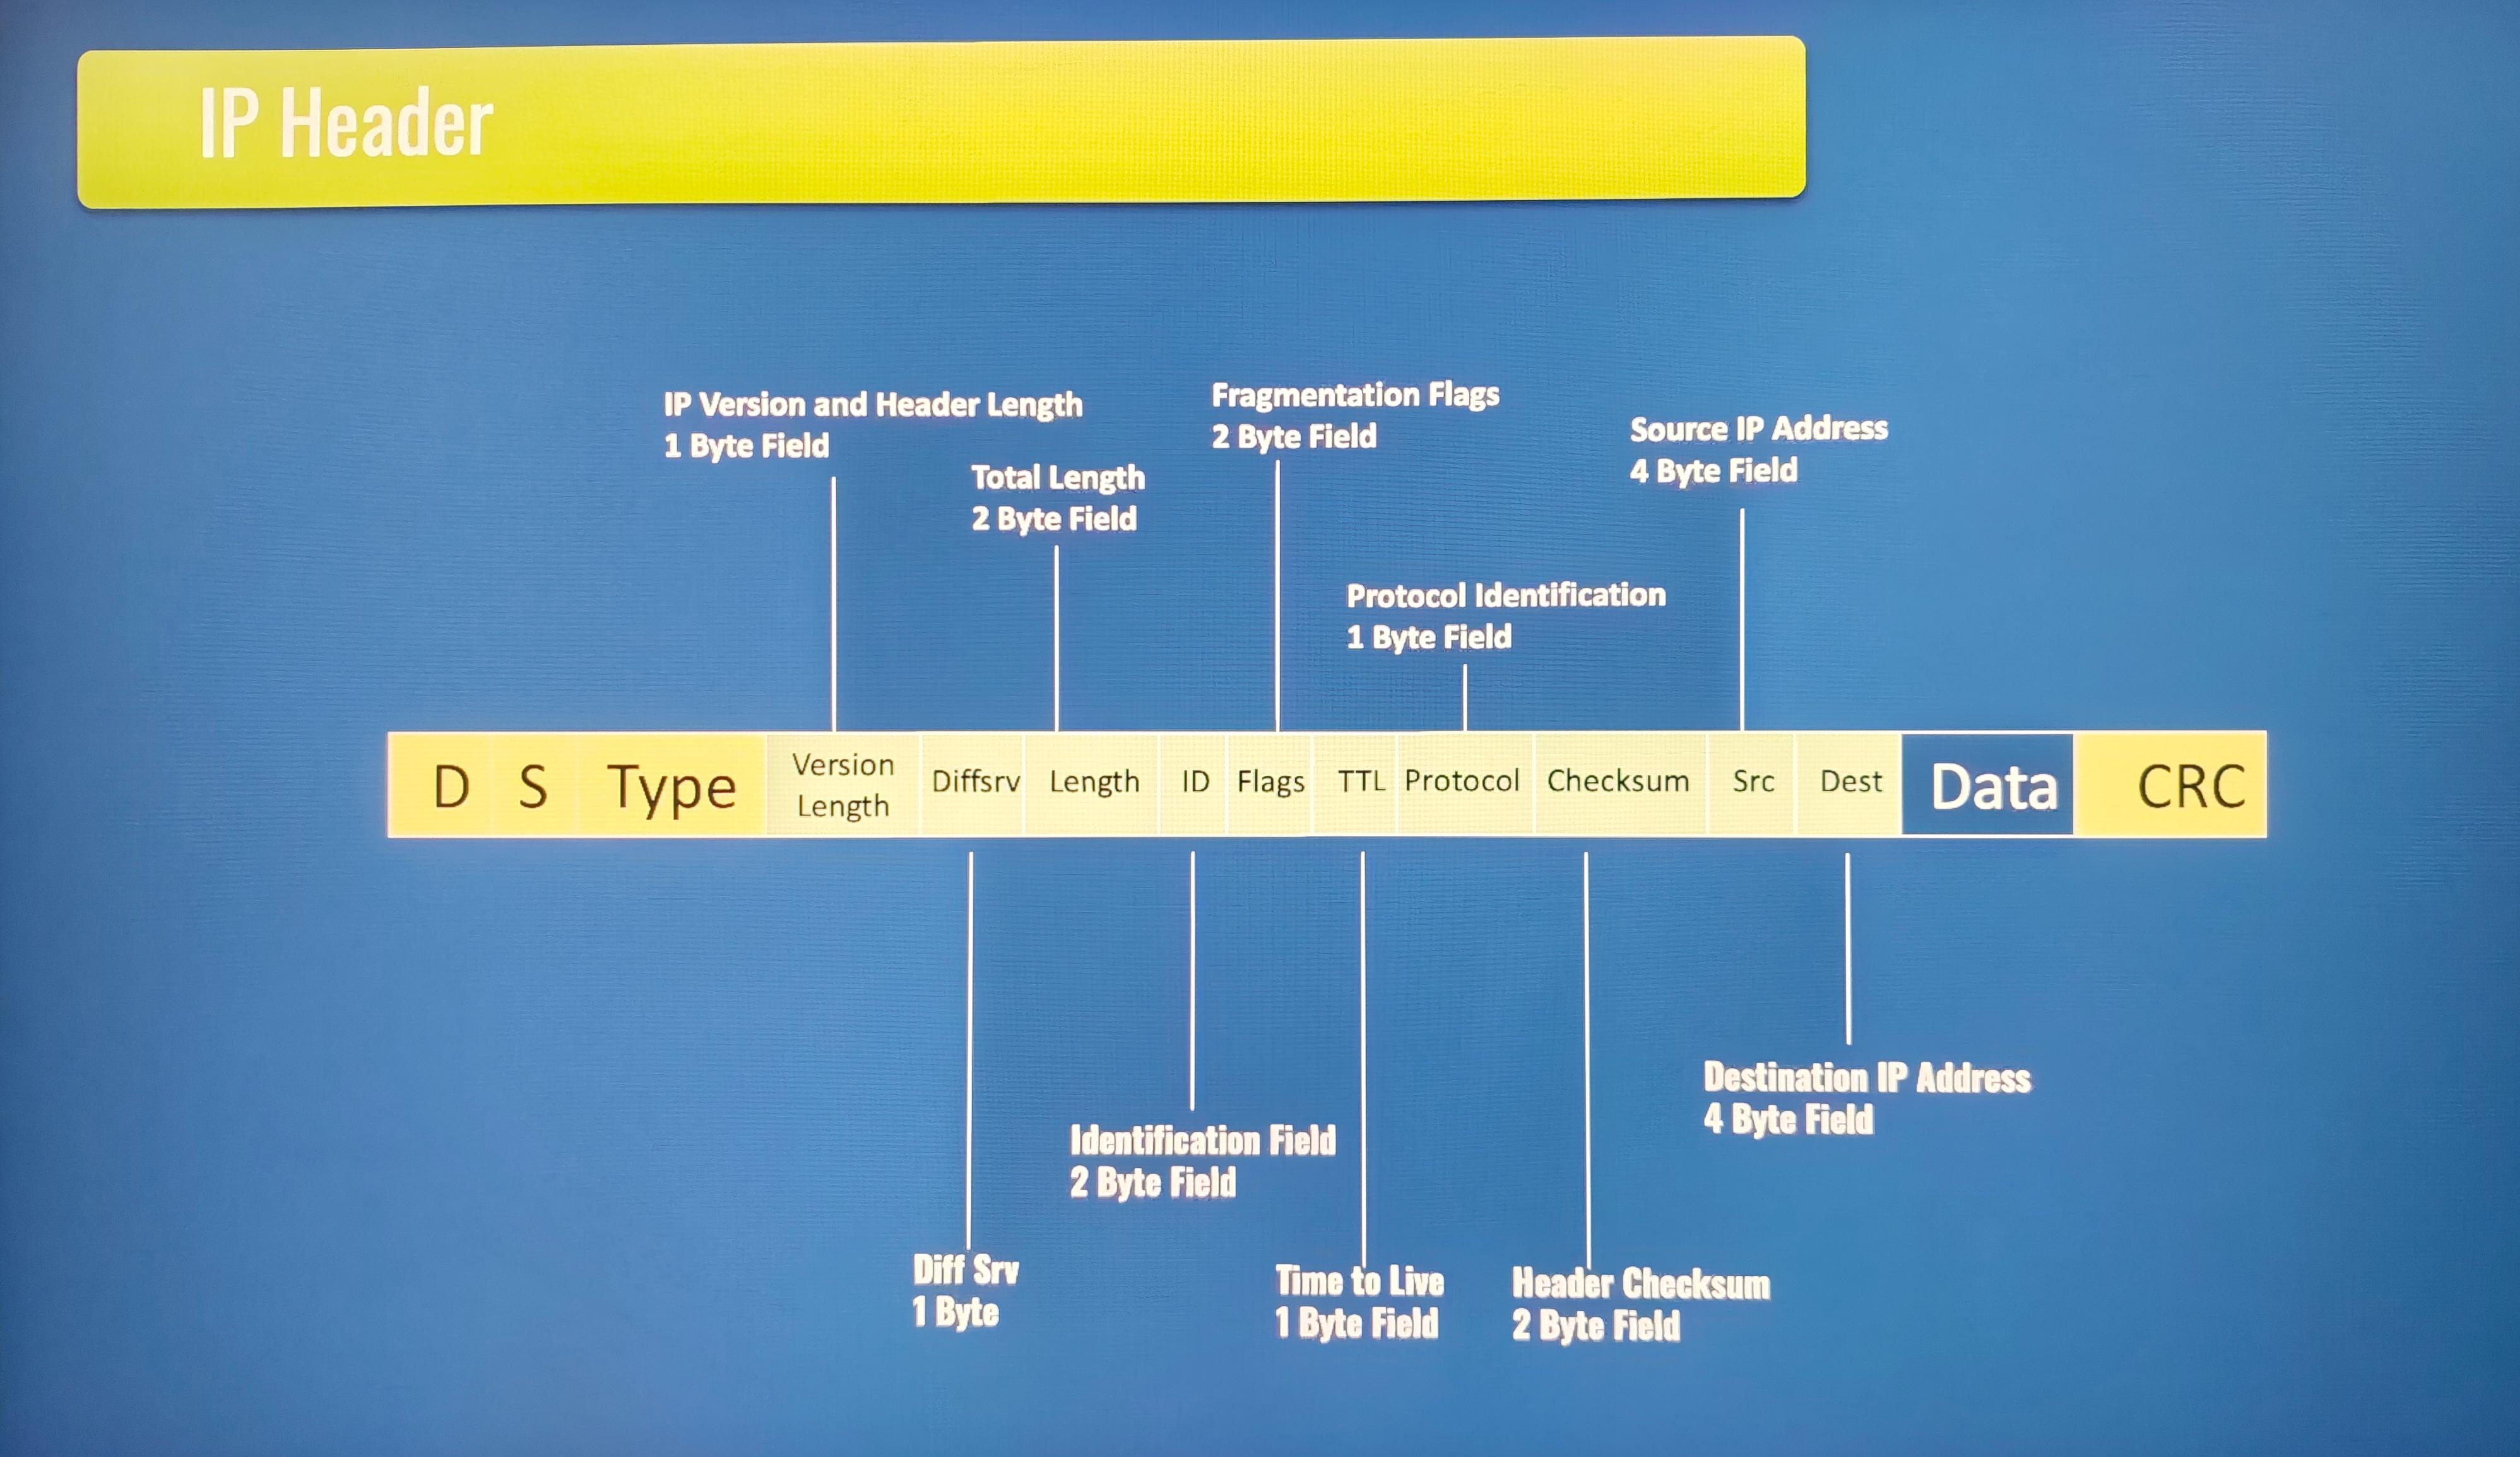 IP Header
IP Version and Header Length
1 Byte Field
Total Length
2 Byte Field
Fragmentation Flags
2 Byte Field
Protocol Identification
1 Byte Field
Source IP Address
4 Byte Field
D S Type Version Length Diffsrv Length ID Flags TTL Protocol Checksum Src Dest Data CRC
Diff Srv
1 Byte
Identification Field
2 Byte Field
Time to Live
1 Byte Field
Header Checksum
2 Byte Field
Destination IP Address
4 Byte Field